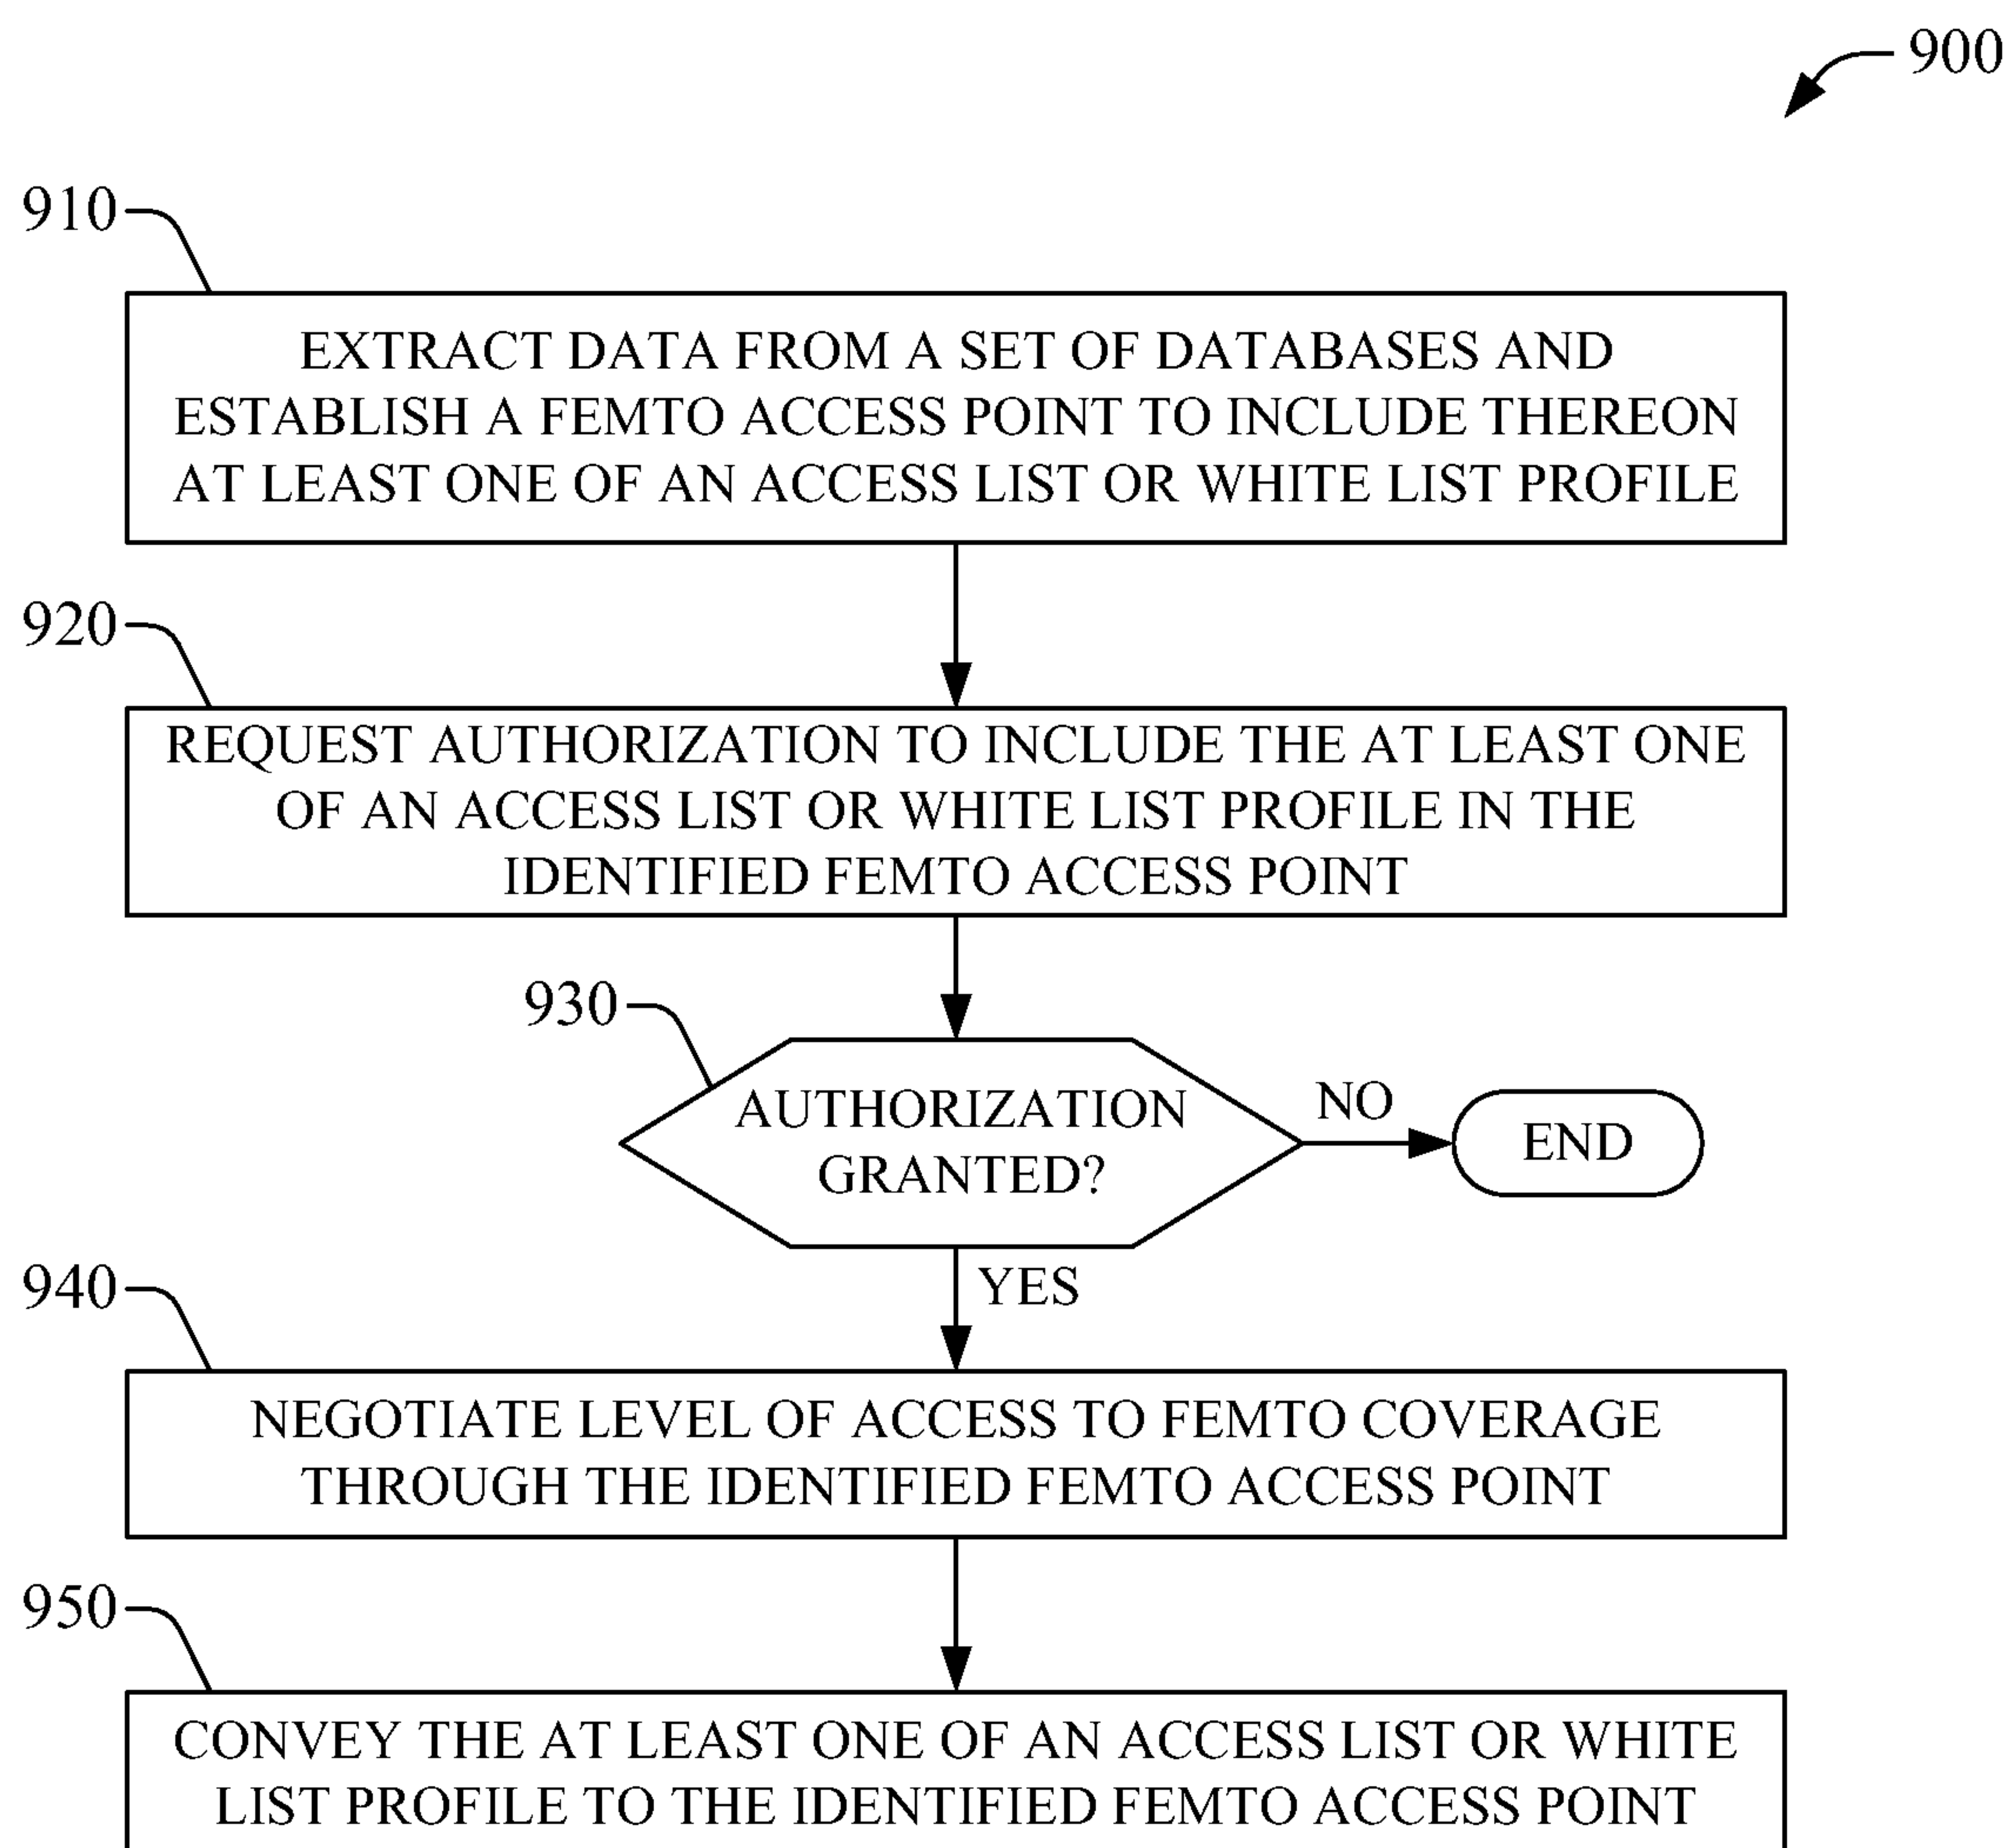 900
910
EXTRACT DATA FROM A SET OF DATABASES AND
ESTABLISH A FEMTO ACCESS POINT TO INCLUDE THEREON
AT LEAST ONE OF AN ACCESS LIST OR WHITE LIST PROFILE
920
REQUEST AUTHORIZATION TO INCLUDE THE AT LEAST ONE
OF AN ACCESS LIST OR WHITE LIST PROFILE IN THE
IDENTIFIED FEMTO ACCESS POINT
930
AUTHORIZATION
GRANTED?
NO
END
YES
940
NEGOTIATE LEVEL OF ACCESS TO FEMTO COVERAGE
THROUGH THE IDENTIFIED FEMTO ACCESS POINT
950
CONVEY THE AT LEAST ONE OF AN ACCESS LIST OR WHITE
LIST PROFILE TO THE IDENTIFIED FEMTO ACCESS POINT